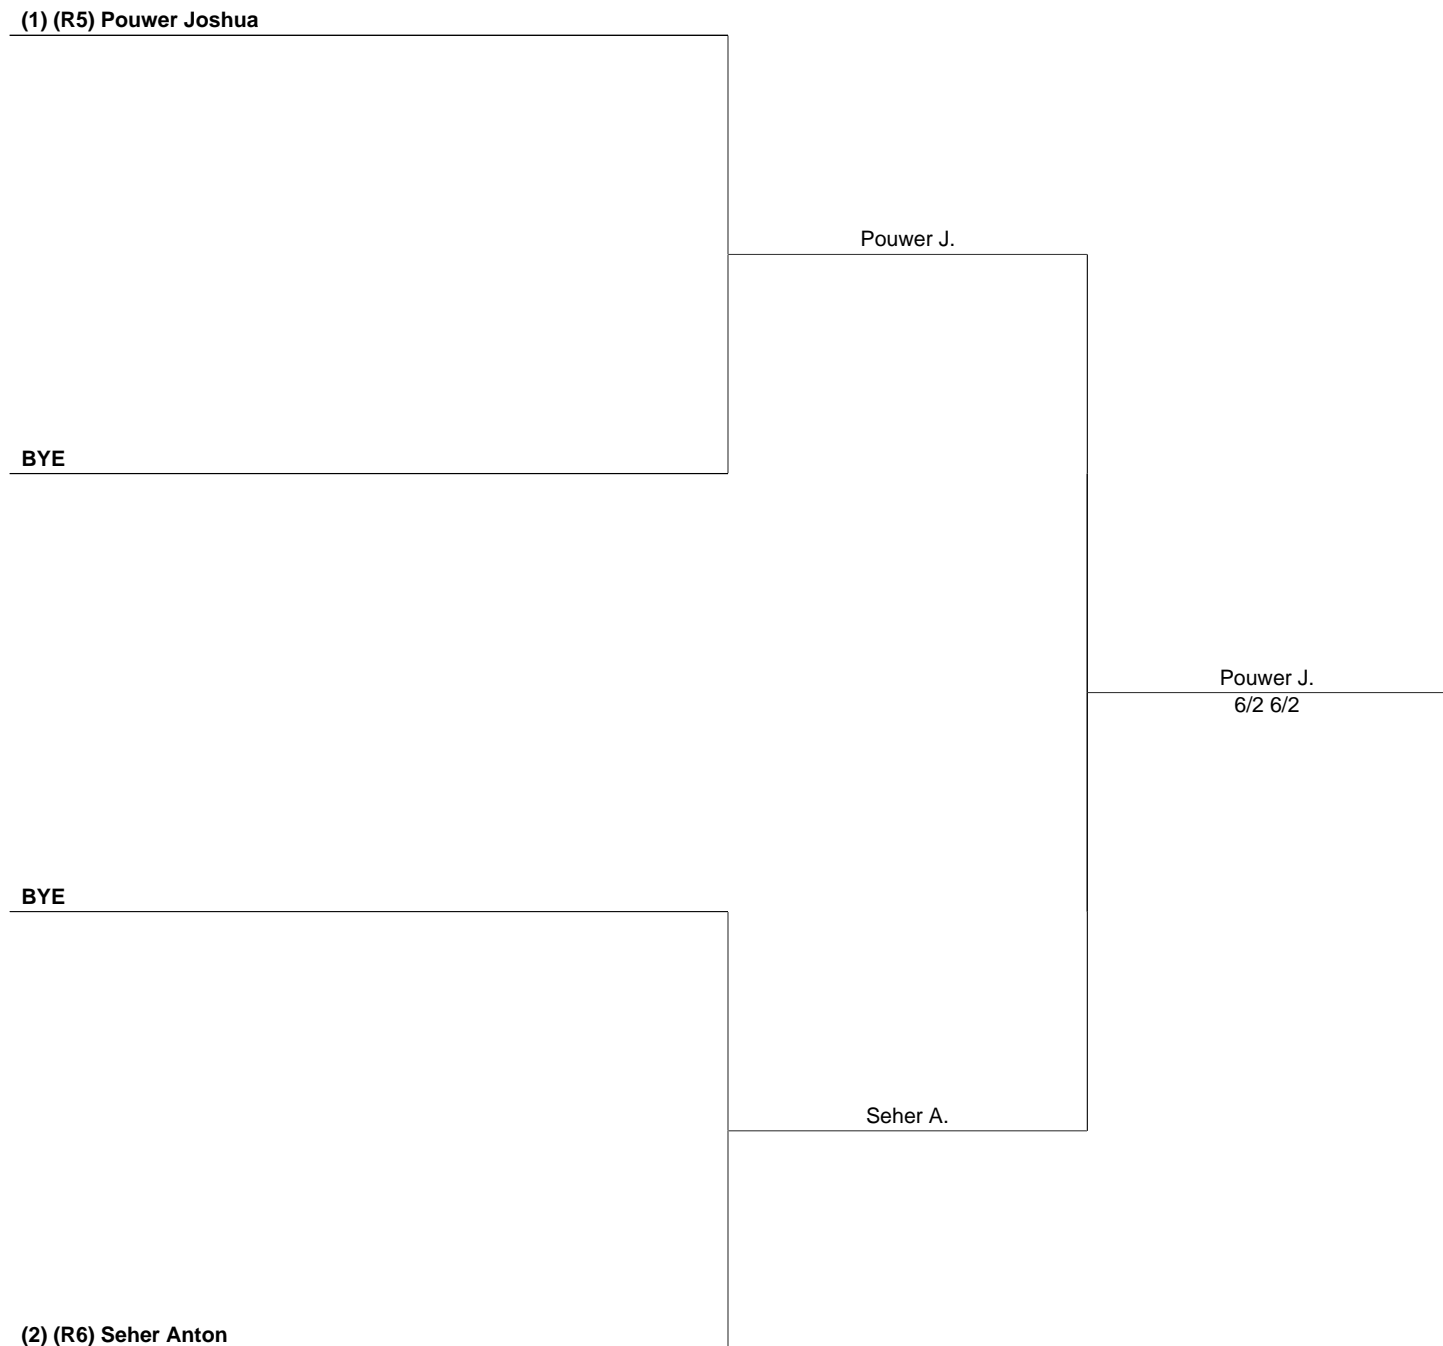 (1) (R5) Pouwer Joshua
Pouwer J.
BYE
Pouwer J.
6/2 6/2
BYE
Seher A.
(2) (R6) Seher Anton